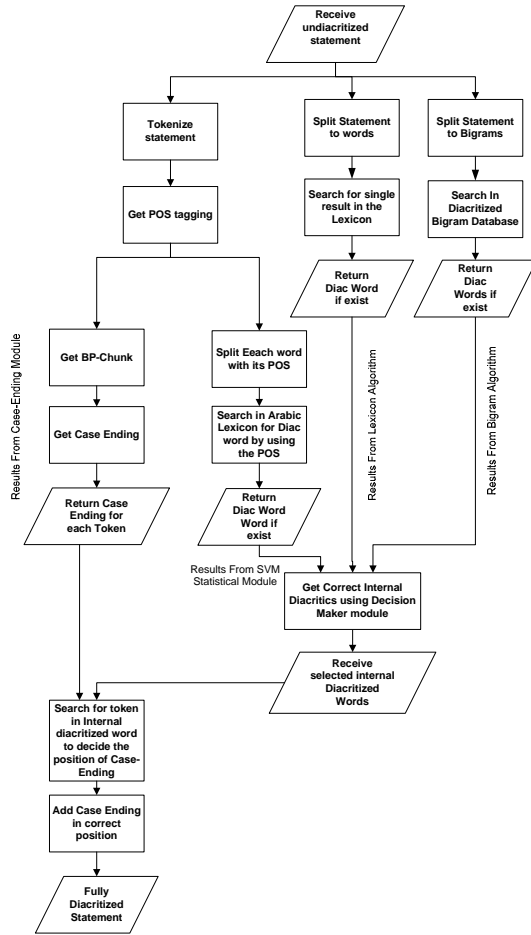 Receive
undiacritized
statement
Tokenize
statement
Split Statement
to words
Split Statement
to Bigrams
Get POS tagging
Search for single
result in the
Lexicon
Search In
Diacritized
Bigram Database
Return
Diac Word
if exist
Return
Diac
Words if
exist
Results From Case-Ending Module
Get BP-Chunk
Split Eeach word
with its POS
Results From Lexicon Algorithm
Results From Bigram Algorithm
Get Case Ending
Search in Arabic
Lexicon for Diac
word by using
the POS
Return Case
Ending for
each Token
Return
Diac Word
Word if
exist
Results From SVM
Statistical Module
Get Correct Internal
Diacritics using Decision
Maker module
Receive
selected internal
Diacritized
Words
Search for token
in Internal
diacritized word
to decide the
position of Case-
Ending
Add Case Ending
in correct
position
Fully
Diacritized
Statement